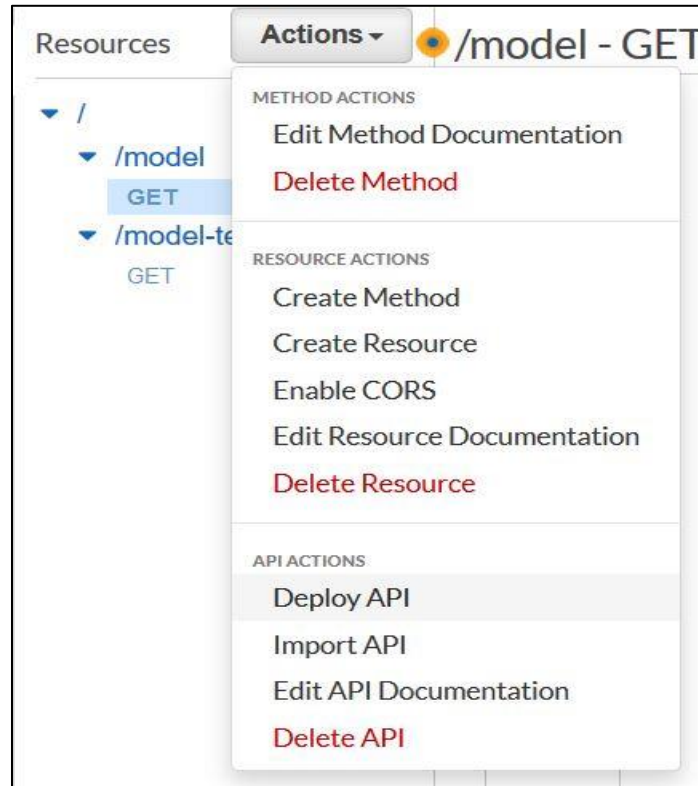 Resources
Actions
/model - GET
/
/model
GET
/model-te
GET
METHOD ACTIONS
Edit Method Documentation
Delete Method
RESOURCE ACTIONS
Create Method
Create Resource
Enable CORS
Edit Resource Documentation
Delete Resource
API ACTIONS
Deploy API
Import API
Edit API Documentation
Delete API